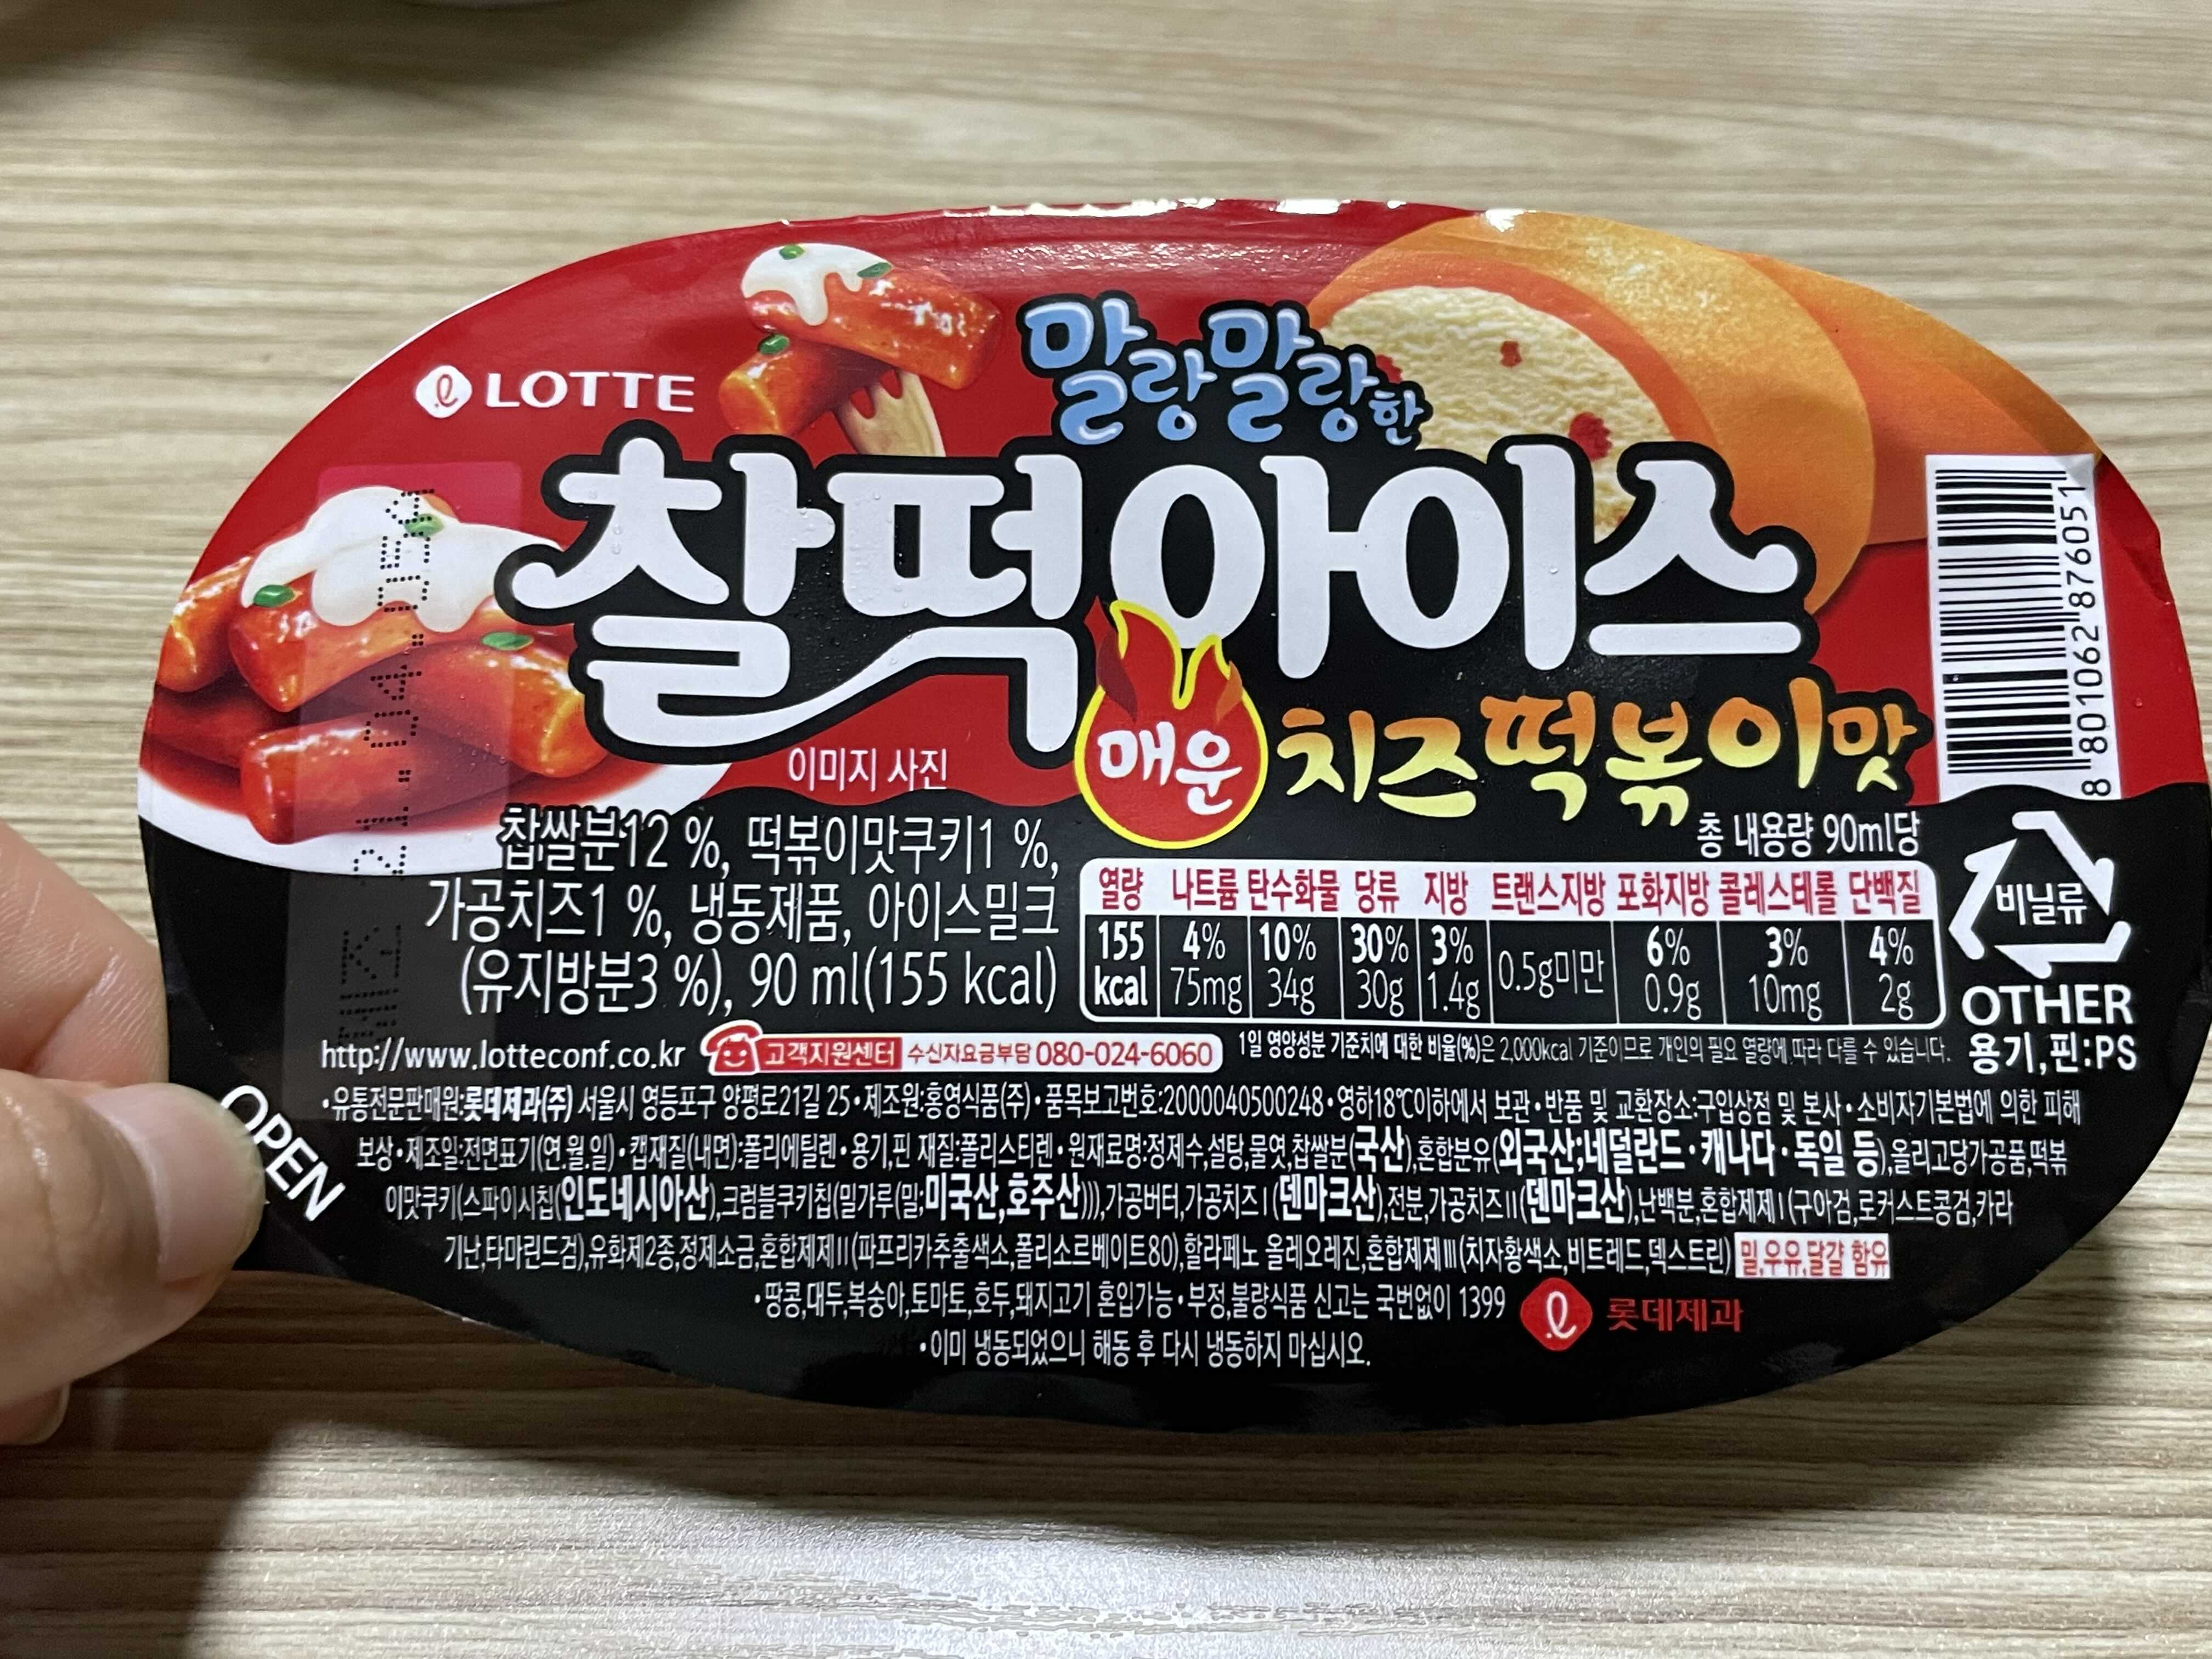 LOTTE
말랑말랑한
찰떡아이스
매운 치즈떡볶이맛
이미지 사진
찹쌀분12 %, 떡볶이맛쿠키1 %,
가공치즈1 %, 냉동제품, 아이스밀크
(유지방분3 %), 90 ml(155 kcal)
총 내용량 90ml당
열량 나트륨 탄수화물 당류 지방 트랜스지방 포화지방 콜레스테롤 단백질
155 4% 10% 30% 3% 0.5g미만 6% 3% 4%
kcal 75mg 34g 30g 1.4g 0.9g 10mg 2g
8 801062 876051
비닐류
OTHER
용기,핀:PS
http://www.lotteconf.co.kr 고객지원센터 수신자요금부담 080-024-6060
1일 영양성분 기준치에 대한 비율(%)은 2,000kcal 기준이므로 개인의 필요 열량에 따라 다를 수 있습니다.
OPEN
•유통전문판매원:롯데제과(주) 서울시 영등포구 양평로21길 25•제조원:홍영식품(주)•품목보고번호:2000040500248•영하18℃이하에서 보관•반품 및 교환장소:구입상점 및 본사•소비자기본법에 의한 피해
보상•제조일:전면표기(연.월.일)•캡재질(내면):폴리에틸렌•용기,핀 재질:폴리스티렌•원재료명:정제수,설탕,물엿,찹쌀분(국산),혼합분유(외국산;네덜란드·캐나다·독일 등),올리고당가공품,떡볶
이맛쿠키(스파이시칩(인도네시아산),크럼블쿠키칩(밀가루(밀;미국산,호주산))),가공버터,가공치즈Ⅰ(덴마크산),전분,가공치즈Ⅱ(덴마크산),난백분,혼합제제Ⅰ(구아검,로커스트콩검,카라
기난,타마린드검),유화제2종,정제소금,혼합제제Ⅱ(파프리카추출색소,폴리소르베이트80),할라페노 올레오레진,혼합제제Ⅲ(치자황색소,비트레드,덱스트린) 밀,우유,달걀 함유
•땅콩,대두,복숭아,토마토,호두,돼지고기 혼입가능•부정,불량식품 신고는 국번없이 1399
롯데제과
•이미 냉동되었으니 해동 후 다시 냉동하지 마십시오.